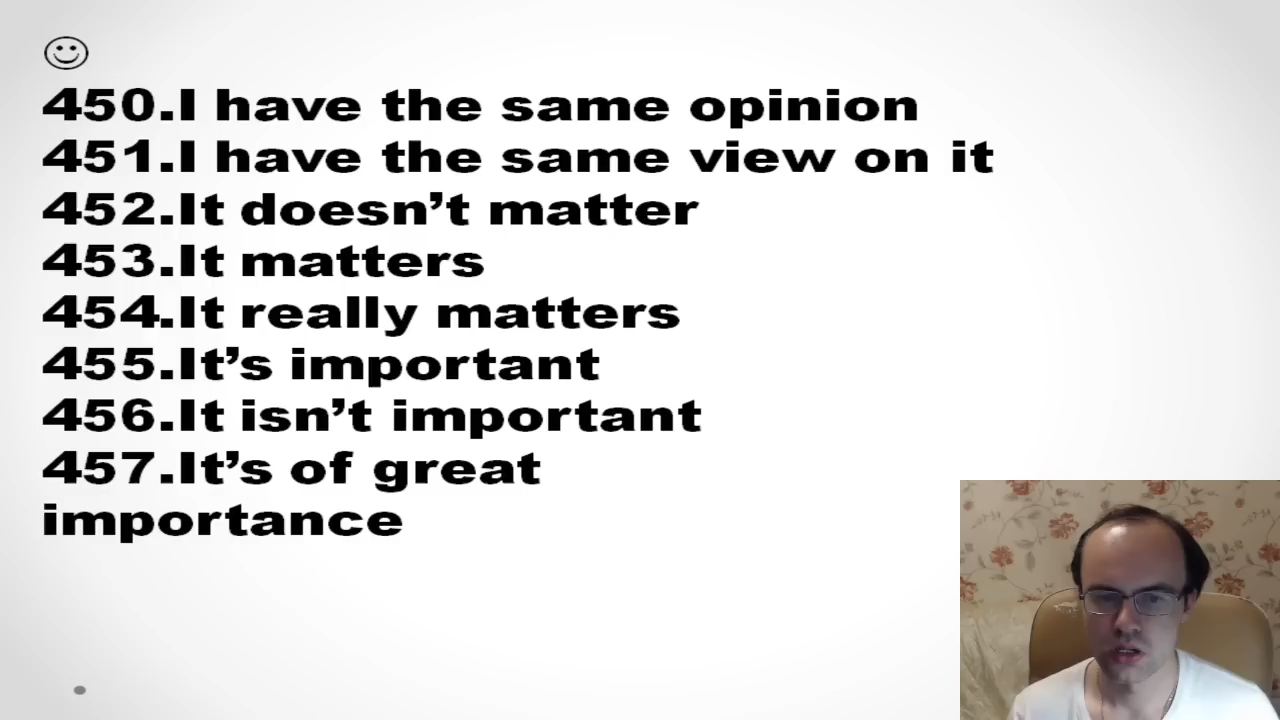 450.I have the same opinion
451.I have the same view on it
452.It doesn’t matter
453.It matters
454.It really matters
455.It’s important
456.It isn’t important
457.It’s of great
importance